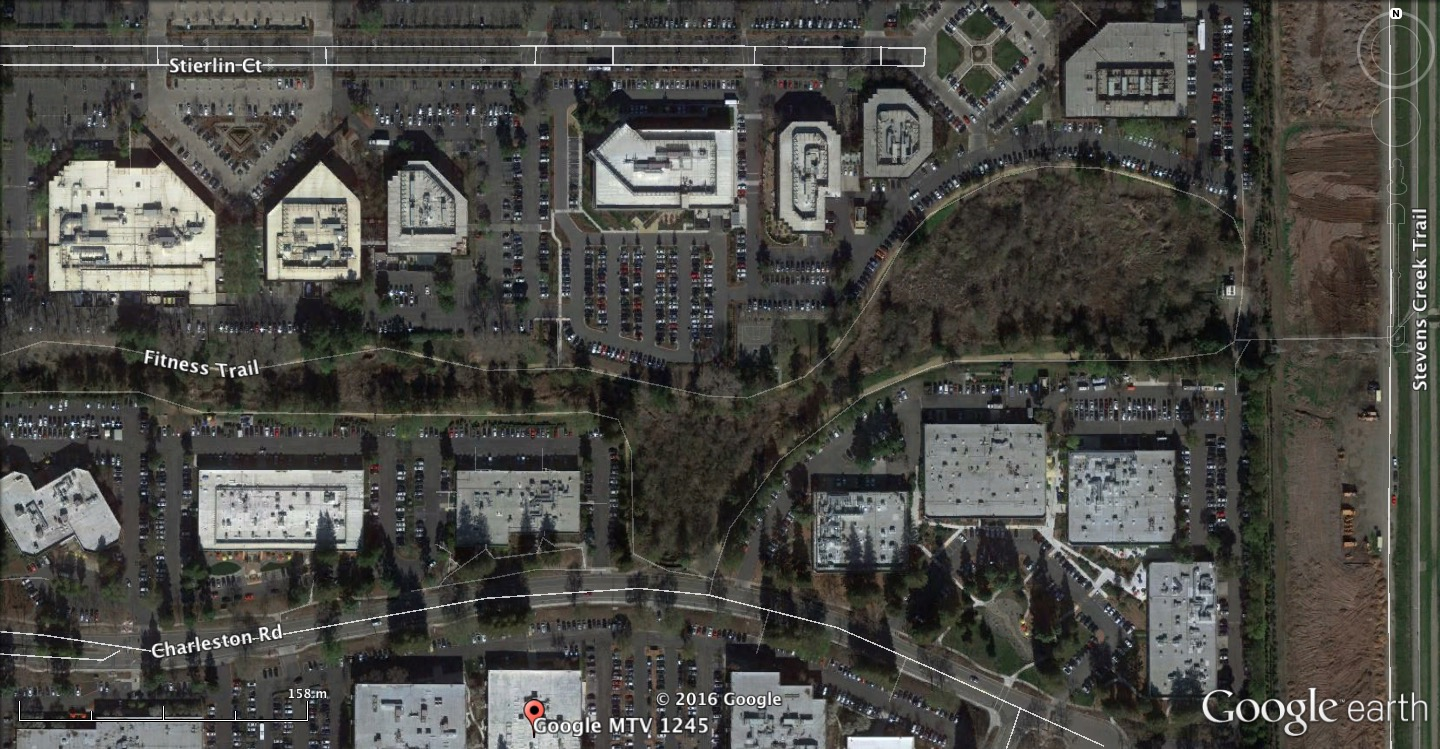 N
Stierlin Ct
Stevens Creek Trail
Fitness Trail
Charleston Rd
158 m
© 2016 Google
Google MTV 1245
Google earth